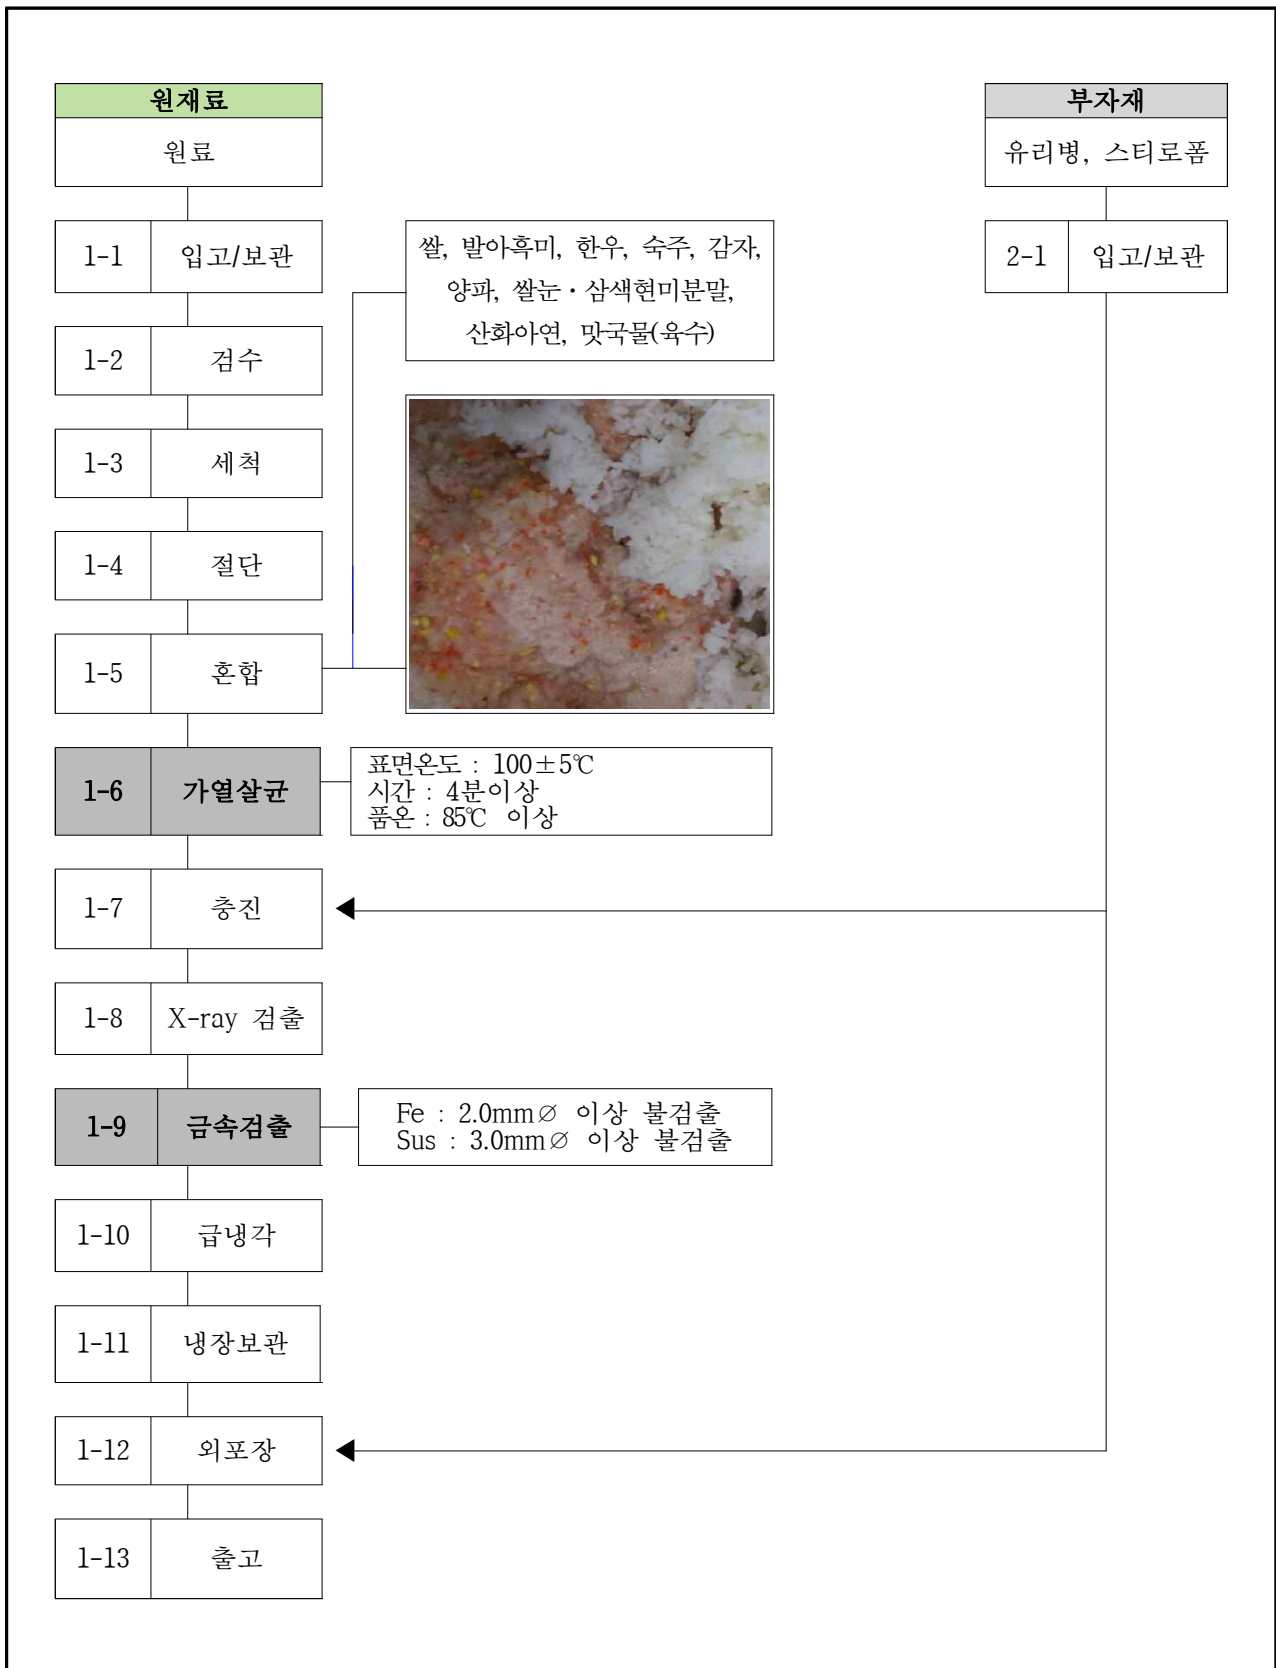 원재료
원료
부자재
유리병, 스티로폼
1-1 입고/보관
쌀, 발아흑미, 한우, 숙주, 감자,
양파, 쌀눈·삼색현미분말,
산화아연, 맛국물(육수)
2-1 입고/보관
1-2 검수
1-3 세척
1-4 절단
1-5 혼합
1-6 가열살균
표면온도 : 100±5℃
시간 : 4분이상
품온 : 85℃ 이상
1-7 충진
1-8 X-ray 검출
1-9 금속검출
Fe : 2.0mm∅ 이상 불검출
Sus : 3.0mm∅ 이상 불검출
1-10 급냉각
1-11 냉장보관
1-12 외포장
1-13 출고